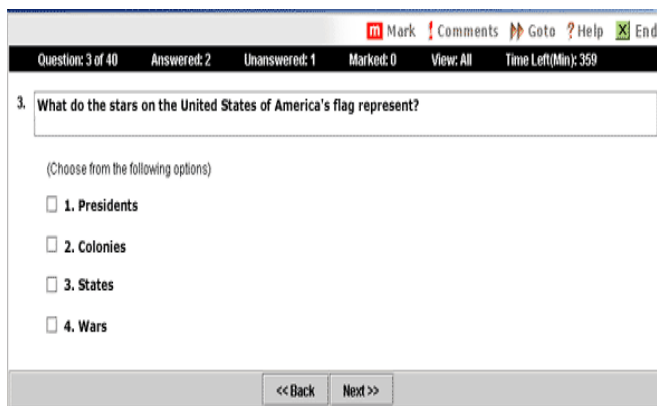 m Mark ! Comments Goto ? Help X End
Question: 3 of 40 Answered: 2 Unanswered: 1 Marked: 0 View: All Time Left(Min): 359
3. What do the stars on the United States of America's flag represent?
(Choose from the following options)
1. Presidents
2. Colonies
3. States
4. Wars
<< Back Next >>